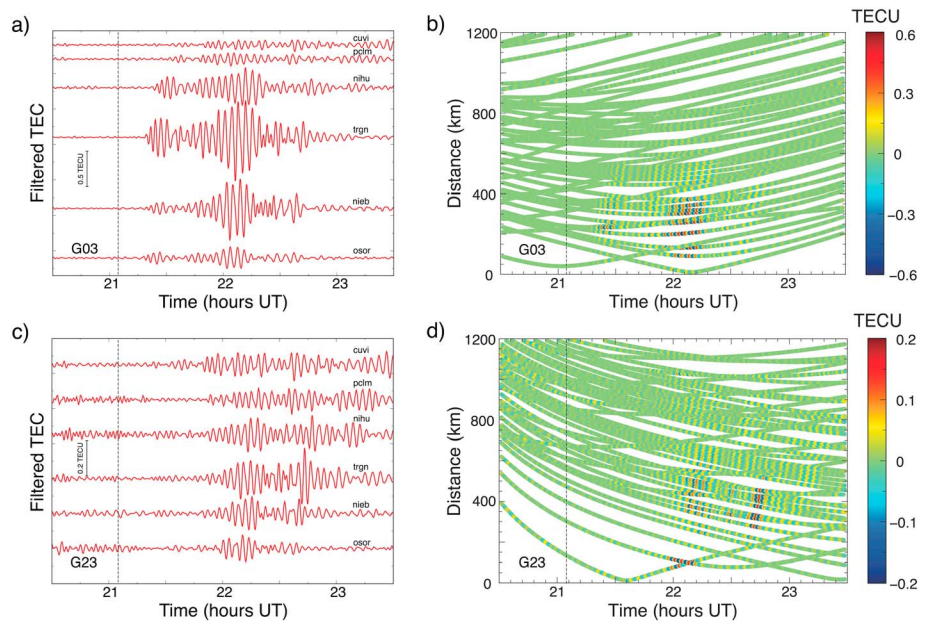 a)
Filtered TEC
cuvi
pclm
nihu
trgn
0.5 TECU
nieb
osor
G03
21 22 23
Time (hours UT)
b)
TECU
Distance (km)
1200
800
400
0
G03
21 22 23
Time (hours UT)
0.6
0.3
0
-0.3
-0.6
c)
Filtered TEC
cuvi
pclm
nihu
0.2 TECU
trgn
nieb
osor
G23
21 22 23
Time (hours UT)
d)
TECU
Distance (km)
1200
800
400
0
G23
21 22 23
Time (hours UT)
0.2
0.1
0
-0.1
-0.2